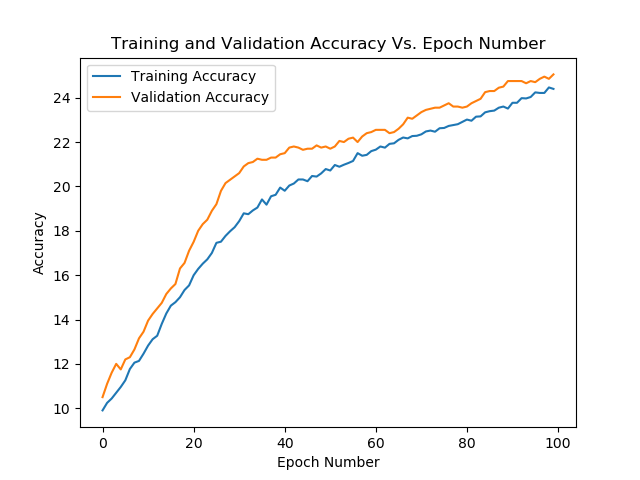 Training and Validation Accuracy Vs. Epoch Number
Training Accuracy
Validation Accuracy
24
22
20
18
16
14
12
10
Accuracy
0 20 40 60 80 100
Epoch Number